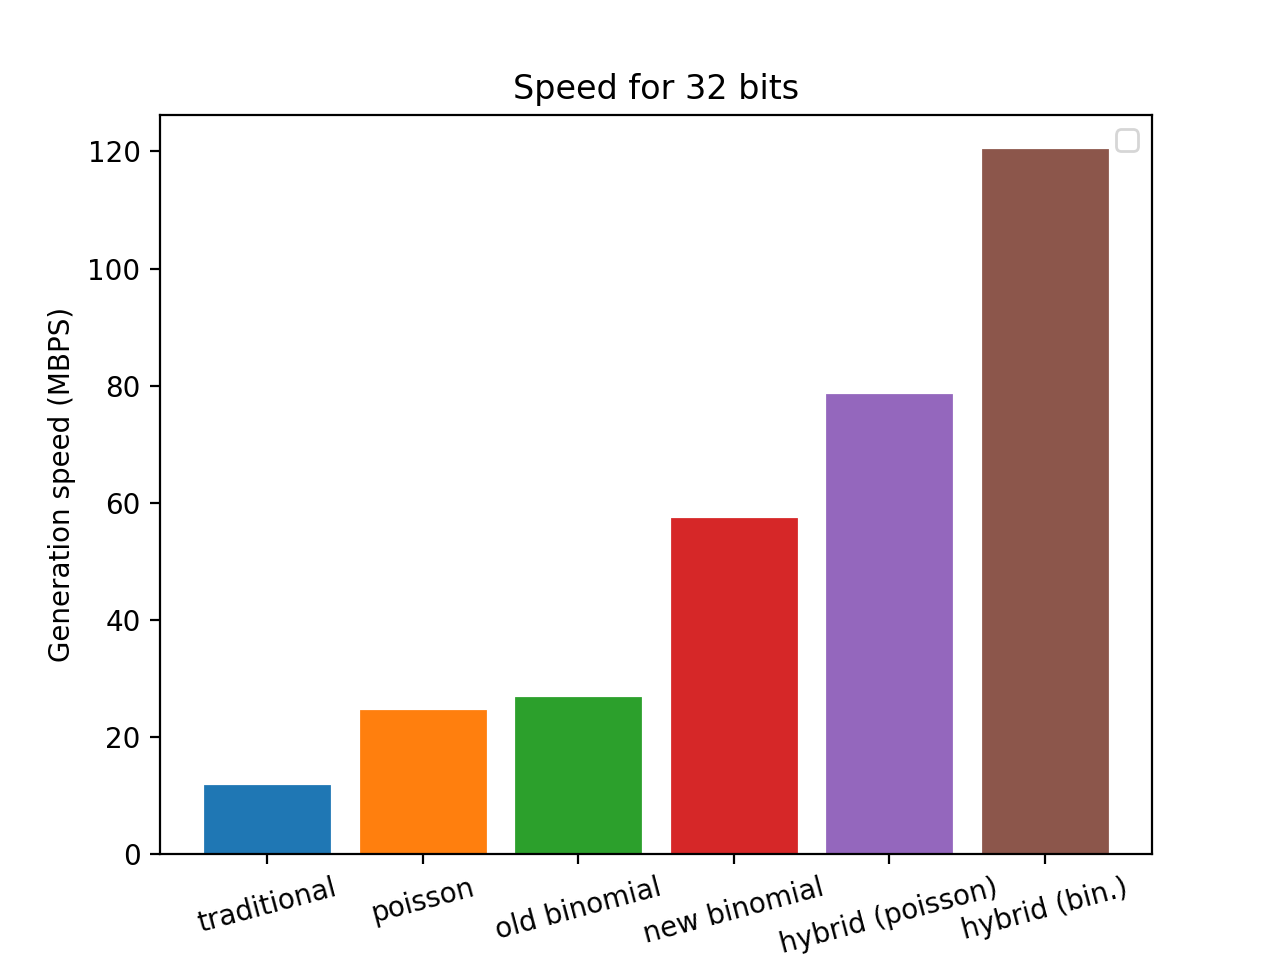 Speed for 32 bits
Generation speed (MBPS)
120
100
80
60
40
20
0
traditional
poisson
old binomial
new binomial
hybrid (poisson)
hybrid (bin.)